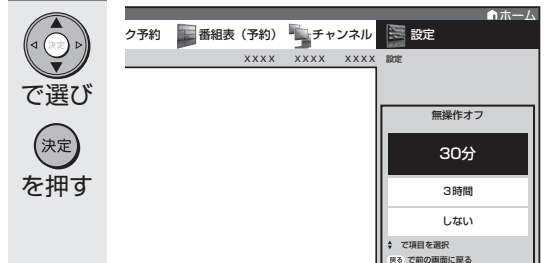 決定
で選び
決定
を押す
ホーム
ク予約 番組表（予約） チャンネル 設定
xxxx xxxx xxxx 設定
無操作オフ
30分
3時間
しない
で項目を選択
戻る で前の画面に戻る